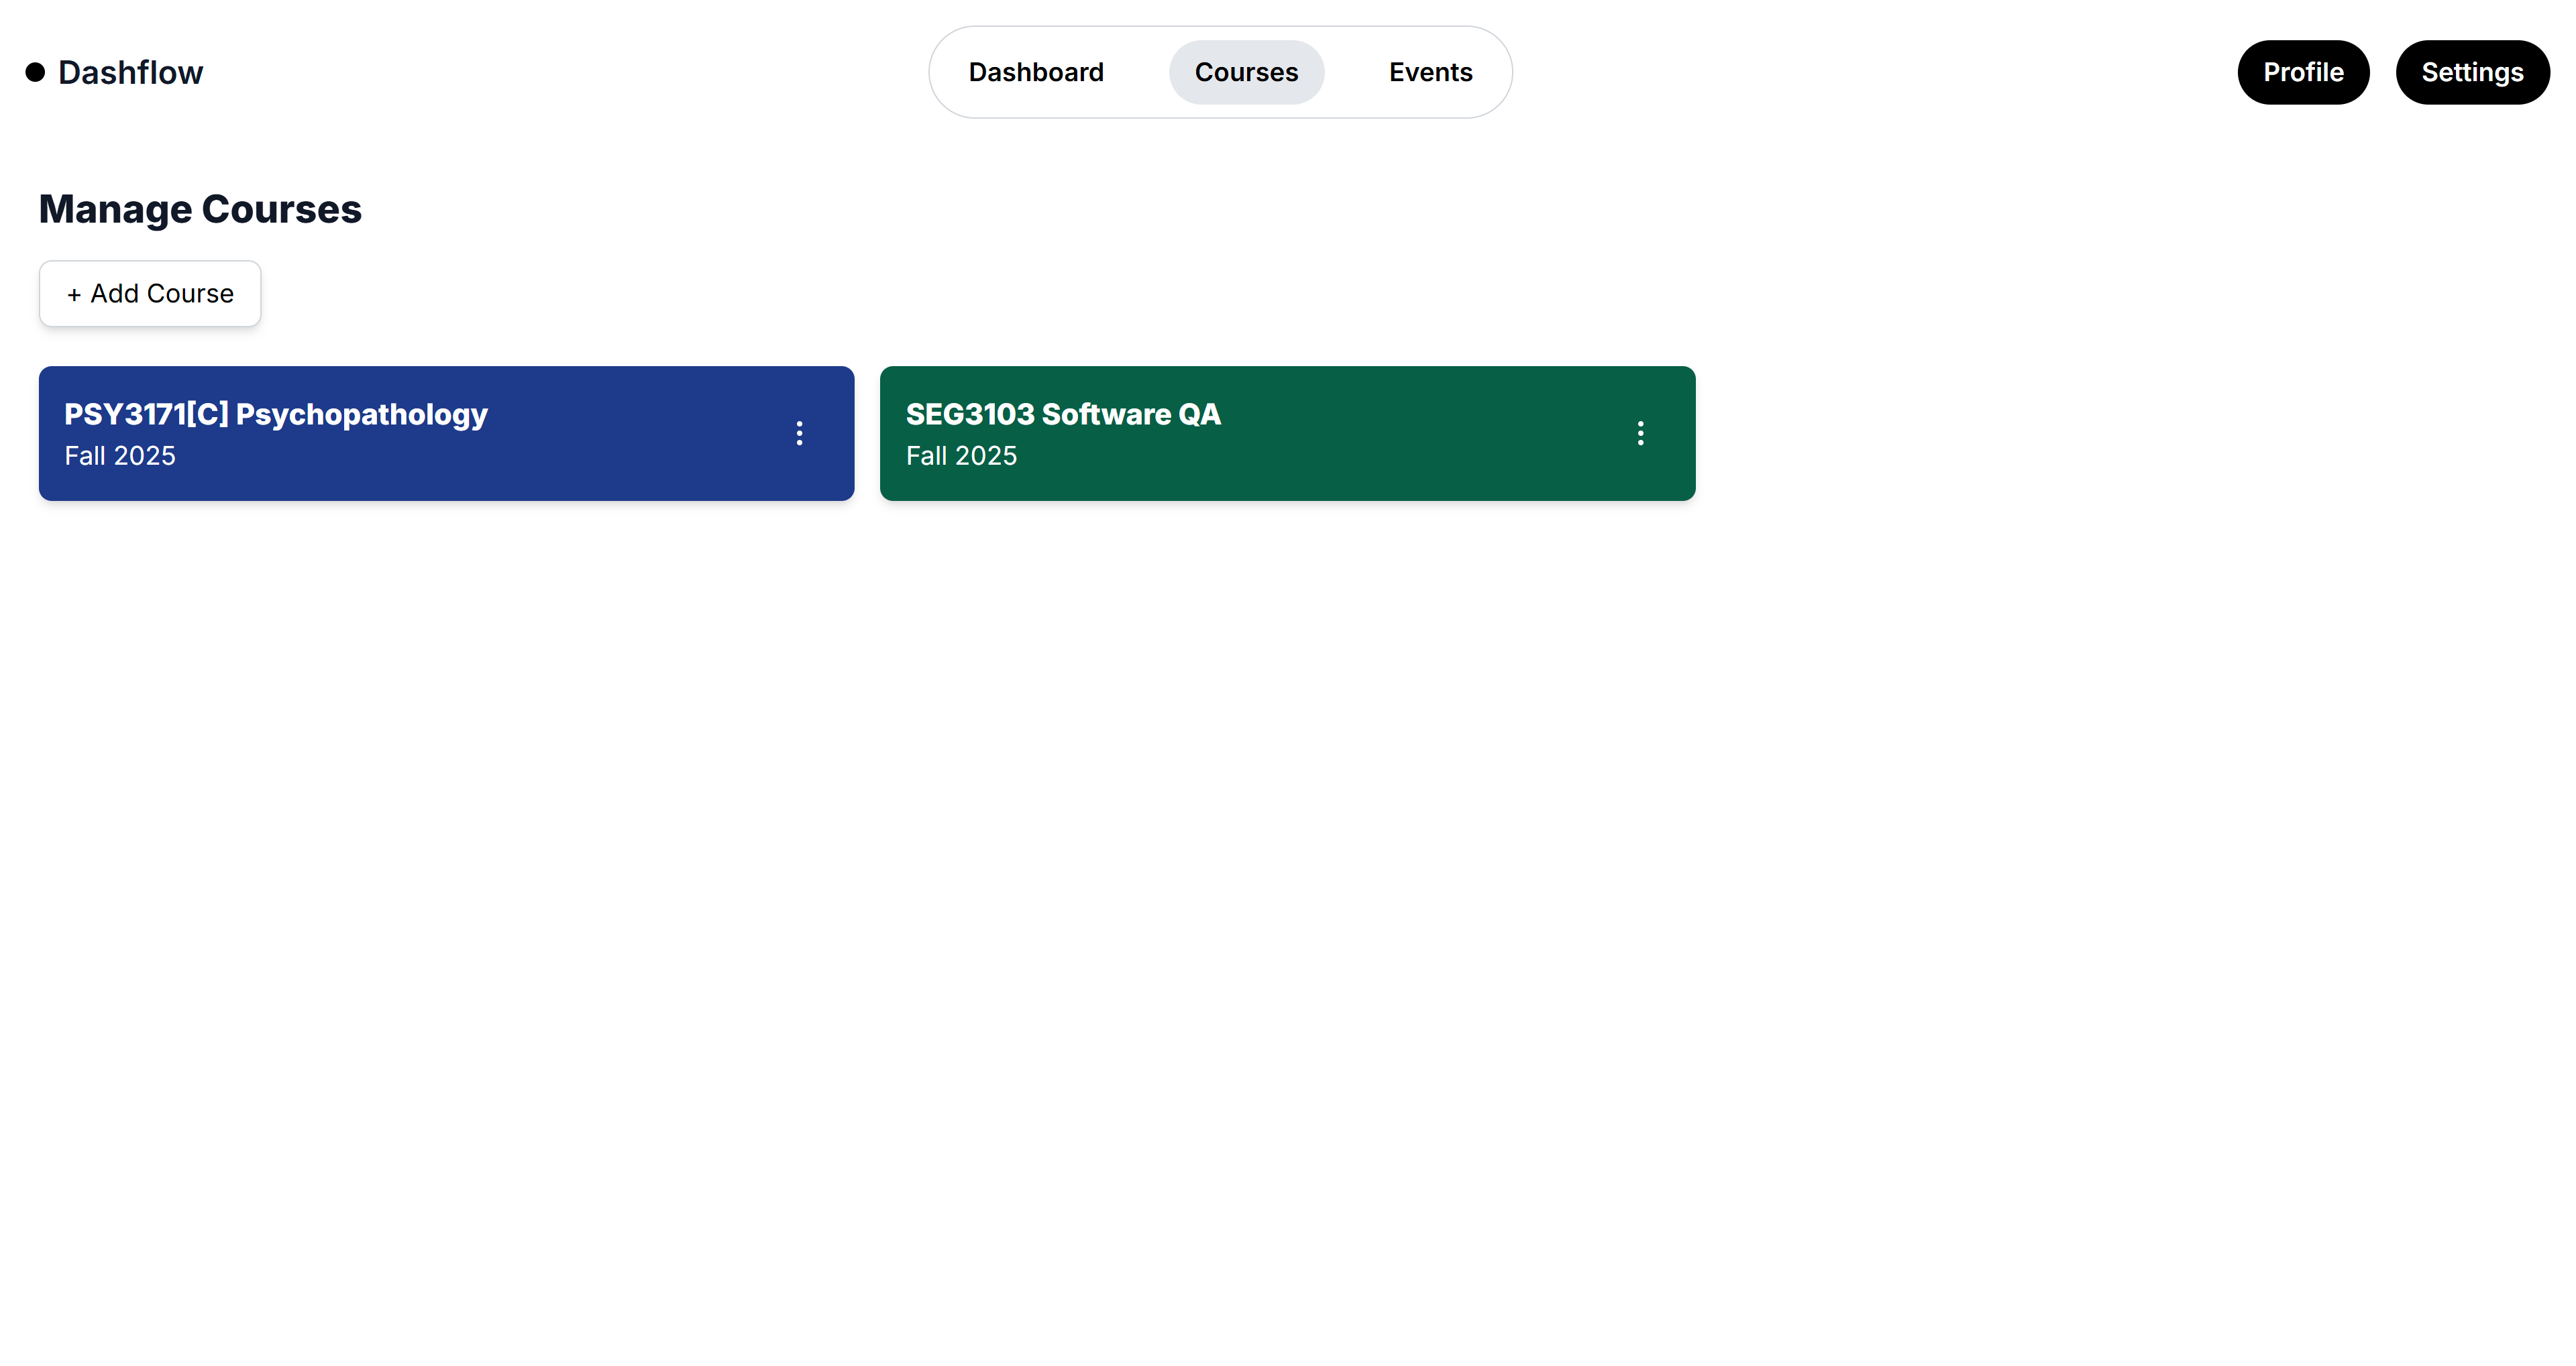 Dashflow
Dashboard
Courses
Events
Profile
Settings
Manage Courses
+ Add Course
PSY3171[C] Psychopathology
Fall 2025
SEG3103 Software QA
Fall 2025